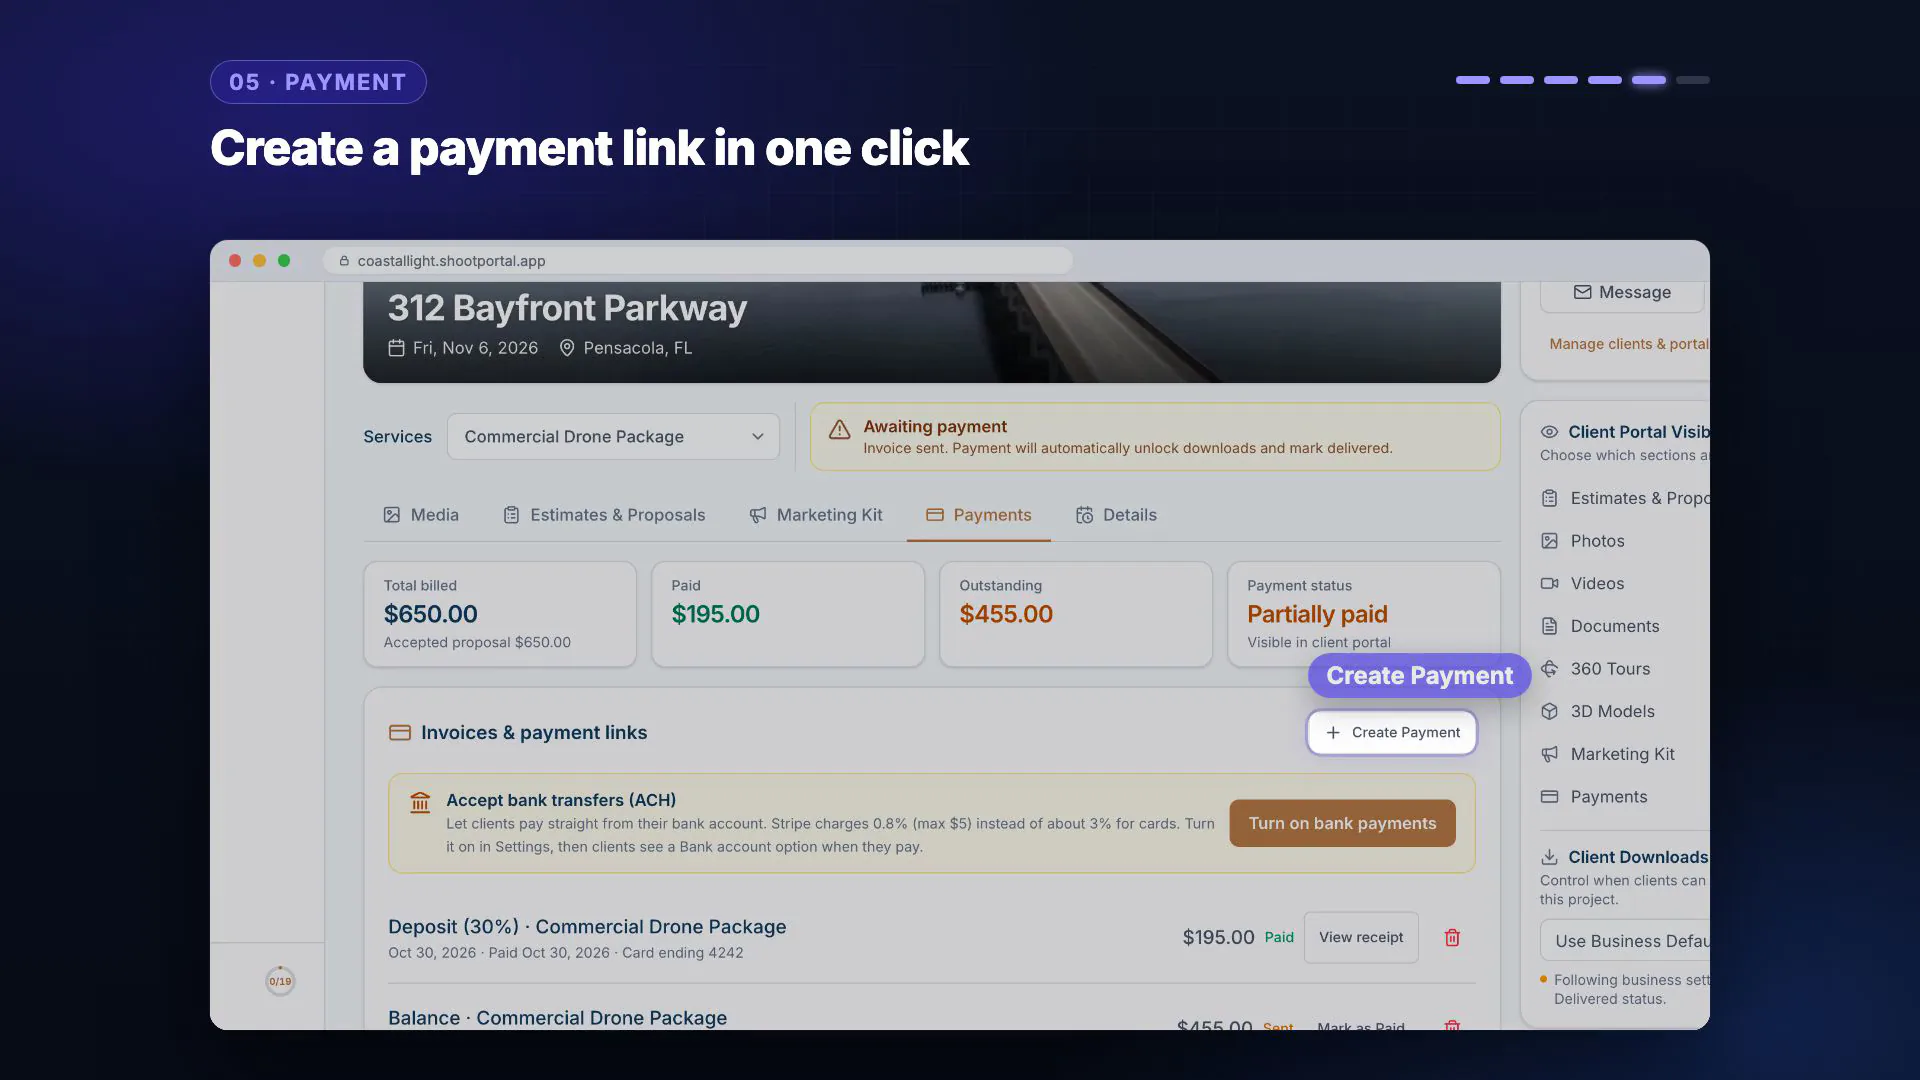 05 · PAYMENT
Create a payment link in one click
coastallight.shootportal.app
312 Bayfront Parkway
Fri, Nov 6, 2026
Pensacola, FL
Message
Manage clients & portal
Services
Commercial Drone Package
Awaiting payment
Invoice sent. Payment will automatically unlock downloads and mark delivered.
Media
Estimates & Proposals
Marketing Kit
Payments
Details
Total billed
$650.00
Accepted proposal $650.00
Paid
$195.00
Outstanding
$455.00
Payment status
Partially paid
Visible in client portal
Create Payment
Invoices & payment links
Create Payment
Accept bank transfers (ACH)
Let clients pay straight from their bank account. Stripe charges 0.8% (max $5) instead of about 3% for cards. Turn
it on in Settings, then clients see a Bank account option when they pay.
Turn on bank payments
Deposit (30%) · Commercial Drone Package
Oct 30, 2026 · Paid Oct 30, 2026 · Card ending 4242
$195.00
Paid
View receipt
Balance · Commercial Drone Package
$455.00
Sent
Mark as Paid
0/19
Client Portal Visib
Choose which sections a
Estimates & Propo
Photos
Videos
Documents
360 Tours
3D Models
Marketing Kit
Payments
Client Downloads
Control when clients can
this project.
Use Business Defau
Following business sett
Delivered status.